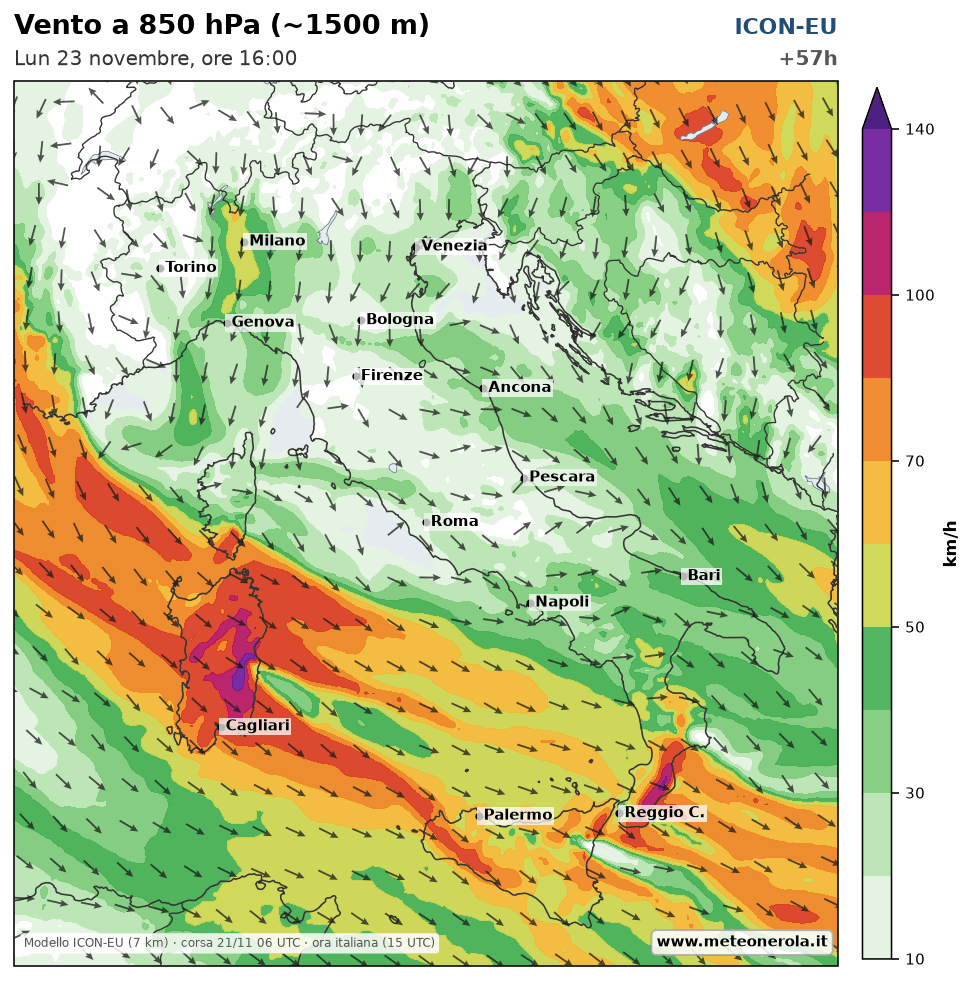 Vento a 850 hPa (~1500 m)
ICON-EU
Lun 23 novembre, ore 16:00
+57h
140
100
70
50
30
10
km/h
Milano
Venezia
Torino
Genova
Bologna
Firenze
Ancona
Pescara
Roma
Bari
Napoli
Cagliari
Palermo
Reggio C.
Modello ICON-EU (7 km) · corsa 21/11 06 UTC · ora italiana (15 UTC)
www.meteonerola.it